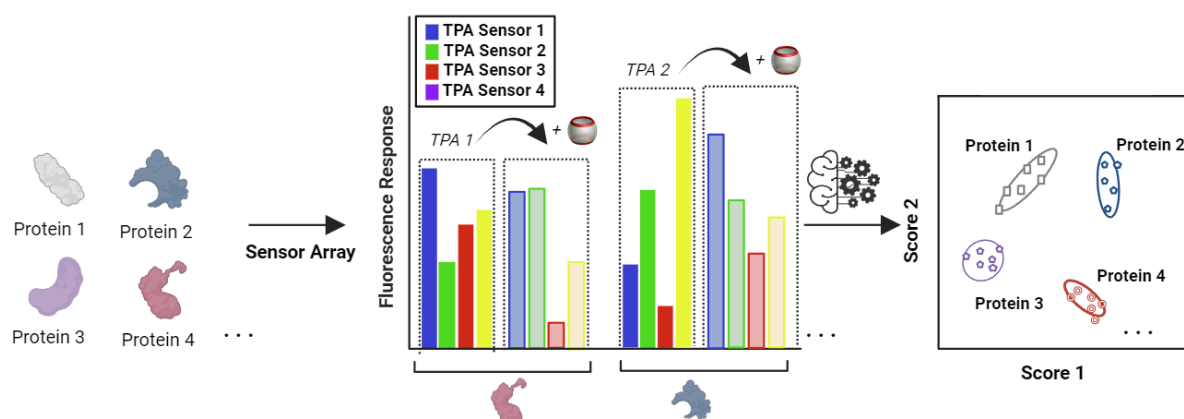 Protein 1
Protein 2
Protein 3
Protein 4
...
Sensor Array
Fluorescence Response
TPA Sensor 1
TPA Sensor 2
TPA Sensor 3
TPA Sensor 4
TPA 1
+
TPA 2
+
...
Score 2
Protein 1
Protein 2
Protein 3
Protein 4
...
Score 1